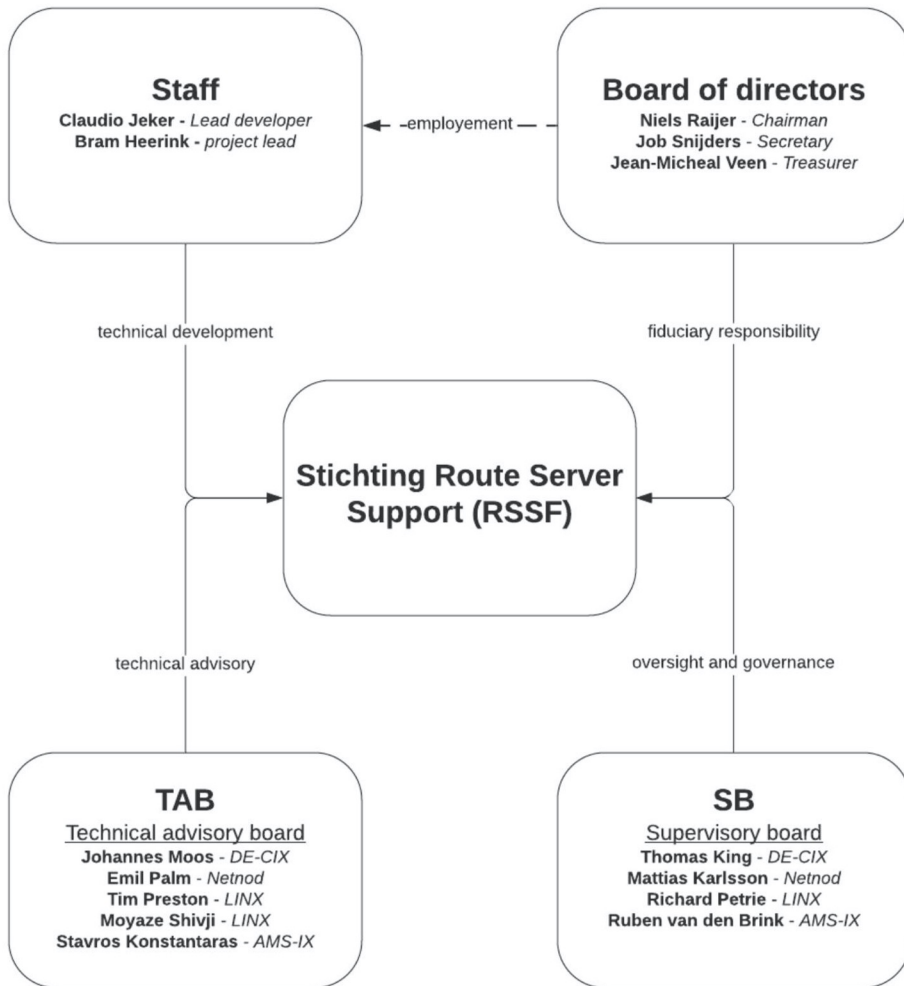 Staff
Claudio Jeker - Lead developer
Bram Heerink - project lead
employement
Board of directors
Niels Raijer - Chairman
Job Snijders - Secretary
Jean-Micheal Veen - Treasurer
technical development
fiduciary responsibility
Stichting Route Server
Support (RSSF)
technical advisory
oversight and governance
TAB
Technical advisory board
Johannes Moos - DE-CIX
Emil Palm - Netnod
Tim Preston - LINX
Moyaze Shivji - LINX
Stavros Konstantaras - AMS-IX
SB
Supervisory board
Thomas King - DE-CIX
Mattias Karlsson - Netnod
Richard Petrie - LINX
Ruben van den Brink - AMS-IX